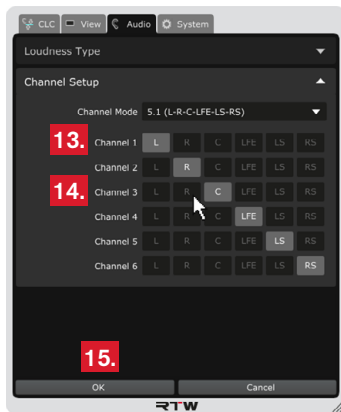 CLC View Audio System
Loudness Type
Channel Setup
Channel Mode 5.1 (L-R-C-LFE-LS-RS)
13. Channel 1 L R C LFE LS RS
Channel 2 L R C LFE LS RS
14. Channel 3 L R C LFE LS RS
Channel 4 L R C LFE LS RS
Channel 5 L R C LFE LS RS
Channel 6 L R C LFE LS RS
15.
OK Cancel
RTW